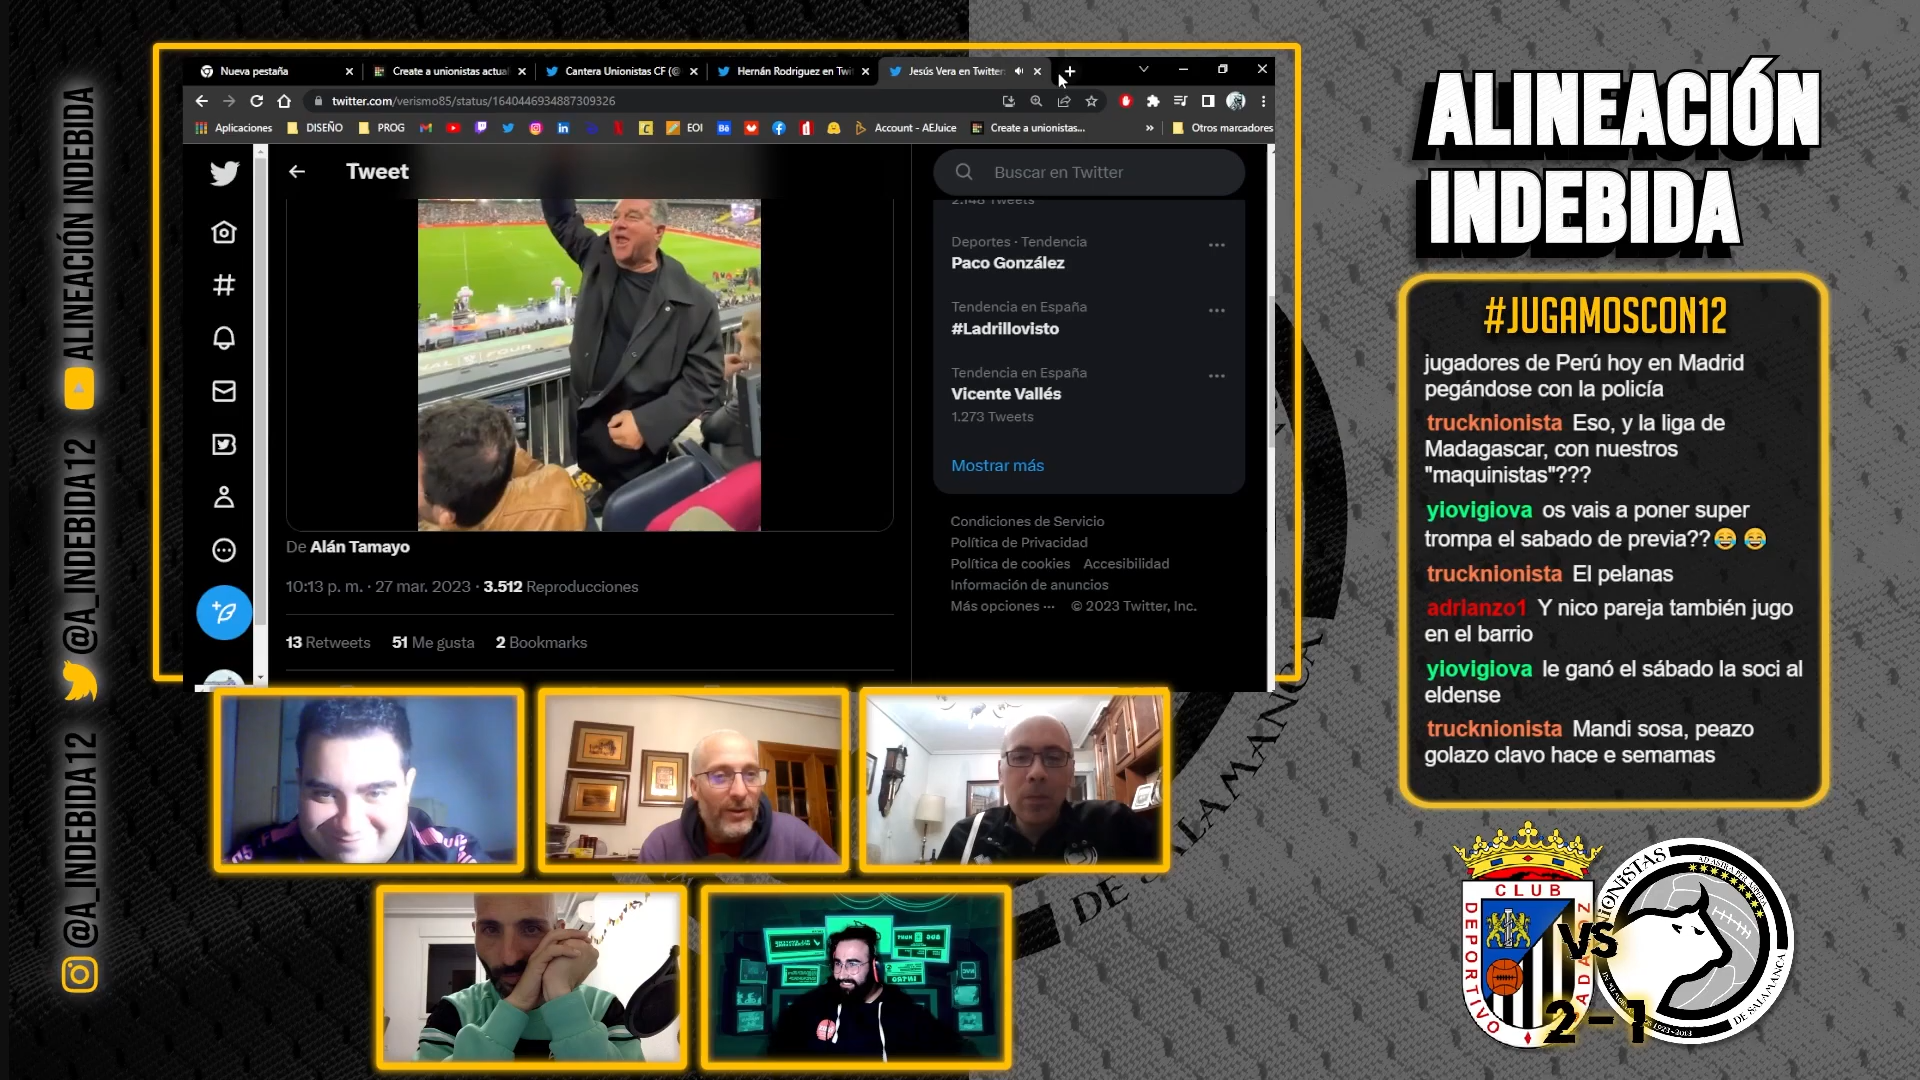 ALINEACIÓN INDEBIDA
@A_INDEBIDA12
@A_INDEBIDA12
Nueva pestaña
Create a unionistas actua
Cantera Unionistas CF (@
Hernán Rodriguez en Twi
Jesús Vera en Twitter:
twitter.com/verismo85/status/1640446934887309326
Aplicaciones
DISEÑO
PROG
EOI
Account - AEJuice
Create a unionistas...
»
Otros marcadores
Tweet
De Alán Tamayo
10:13 p. m. · 27 mar. 2023 · 3.512 Reproducciones
13 Retweets 51 Me gusta 2 Bookmarks
Buscar en Twitter
2.148 Tweets
Deportes · Tendencia
Paco González
Tendencia en España
#Ladrillovisto
Tendencia en España
Vicente Vallés
1.273 Tweets
Mostrar más
Condiciones de Servicio
Política de Privacidad
Política de cookies Accesibilidad
Información de anuncios
Más opciones ··· © 2023 Twitter, Inc.
ALINEACIÓN
INDEBIDA
#JUGAMOSCON12
jugadores de Perú hoy en Madrid
pegándose con la policía
trucknionista Eso, y la liga de
Madagascar, con nuestros
"maquinistas"???
yiovigiova os vais a poner super
trompa el sabado de previa??😂 😂
trucknionista El pelanas
adrianzo1 Y nico pareja también jugo
en el barrio
yiovigiova le ganó el sábado la soci al
eldense
trucknionista Mandi sosa, peazo
golazo clavo hace e semamas
CLUB
DEPORTIVO
VS
2-1
DE SALAMANCA
DE SALAMANCA